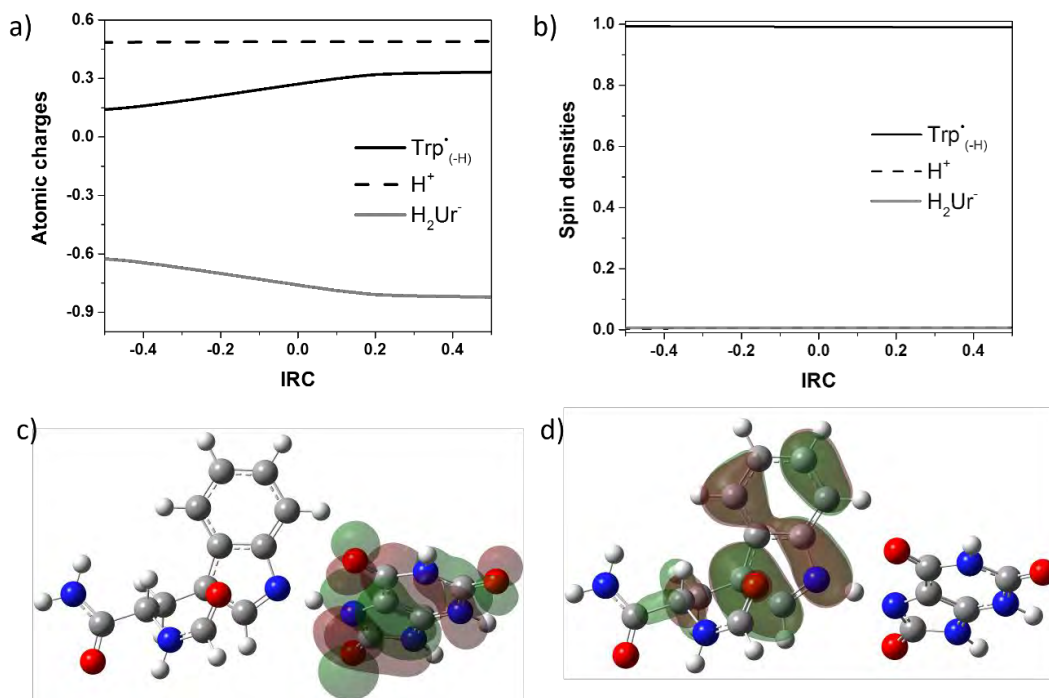 a)
0.6
0.3
0.0
-0.3
-0.6
-0.9
Atomic charges
Trp•(-H)
H+
H2Ur-
-0.4 -0.2 0.0 0.2 0.4
IRC
b)
1.0
0.8
0.6
0.4
0.2
0.0
Spin densities
Trp•(-H)
H+
H2Ur-
-0.4 -0.2 0.0 0.2 0.4
IRC
c)
d)